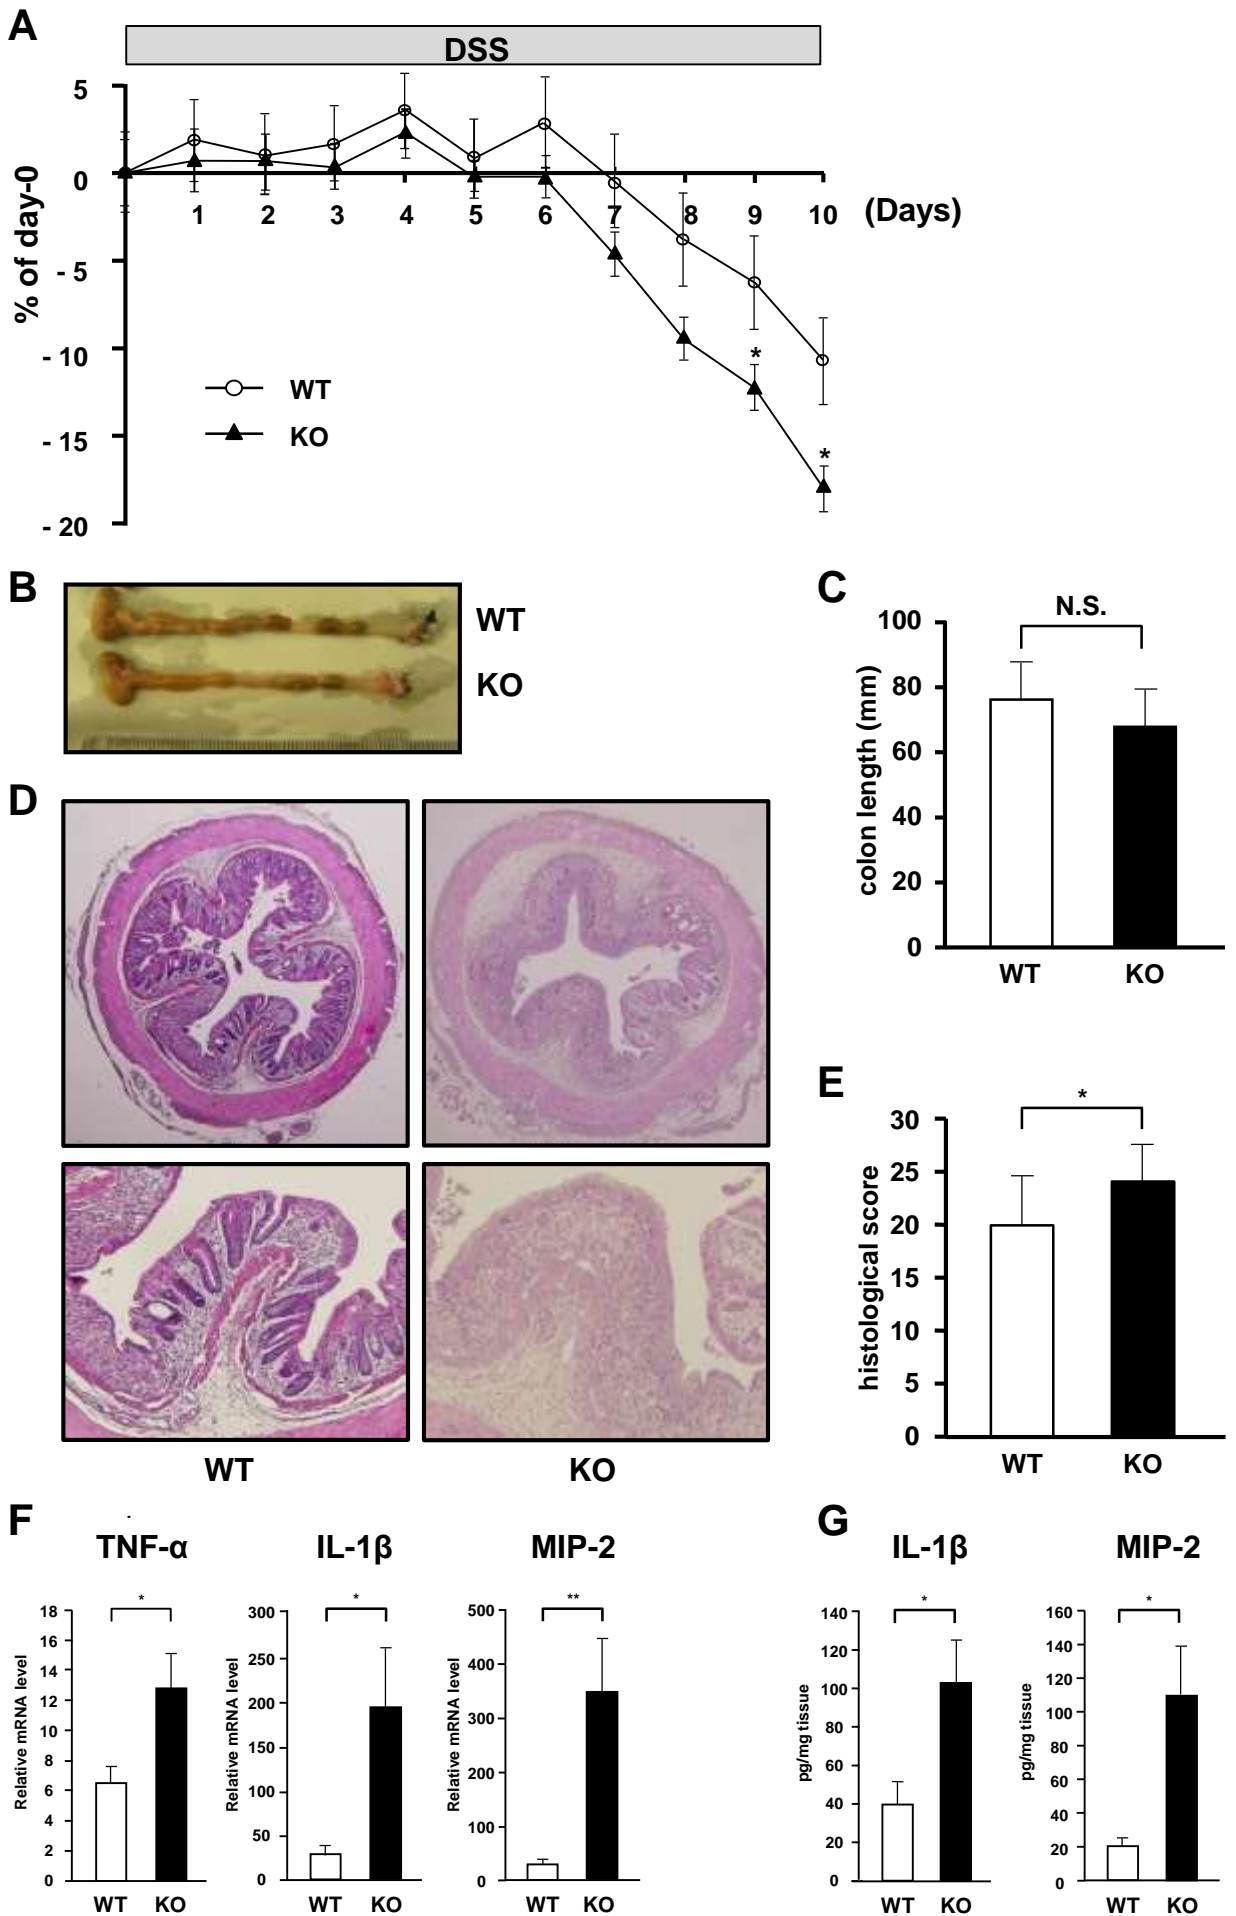 A
DSS
5
0
- 5
- 10
- 15
- 20
% of day-0
1 2 3 4 5 6 7 8 9 10 (Days)
*
*
WT
KO
B
WT
KO
C
N.S.
100
80
60
40
20
0
colon length (mm)
WT KO
D
WT KO
E
*
30
25
20
15
10
5
0
histological score
WT KO
F
TNF-α
*
18
16
14
12
10
8
6
4
2
0
Relative mRNA level
WT KO
IL-1β
*
300
250
200
150
100
50
0
Relative mRNA level
WT KO
MIP-2
**
500
400
300
200
100
0
Relative mRNA level
WT KO
G
IL-1β
*
140
120
100
80
60
40
20
0
pg/mg tissue
WT KO
MIP-2
*
160
140
120
100
80
60
40
20
0
pg/mg tissue
WT KO